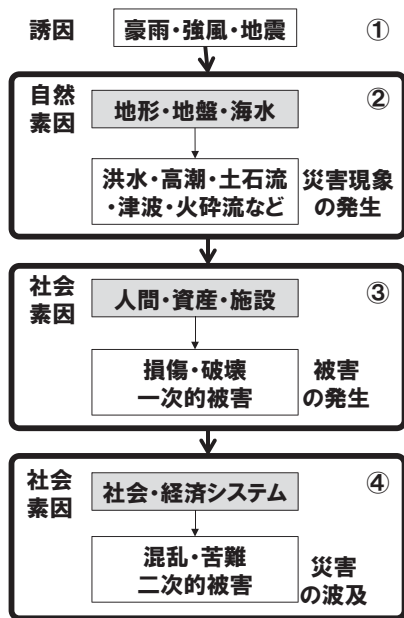 誘因
豪雨・強風・地震
①
自然
素因
地形・地盤・海水
②
洪水・高潮・土石流
・津波・火砕流など
災害現象
の発生
社会
素因
人間・資産・施設
③
損傷・破壊
一次的被害
被害
の発生
社会
素因
社会・経済システム
④
混乱・苦難
二次的被害
災害
の波及